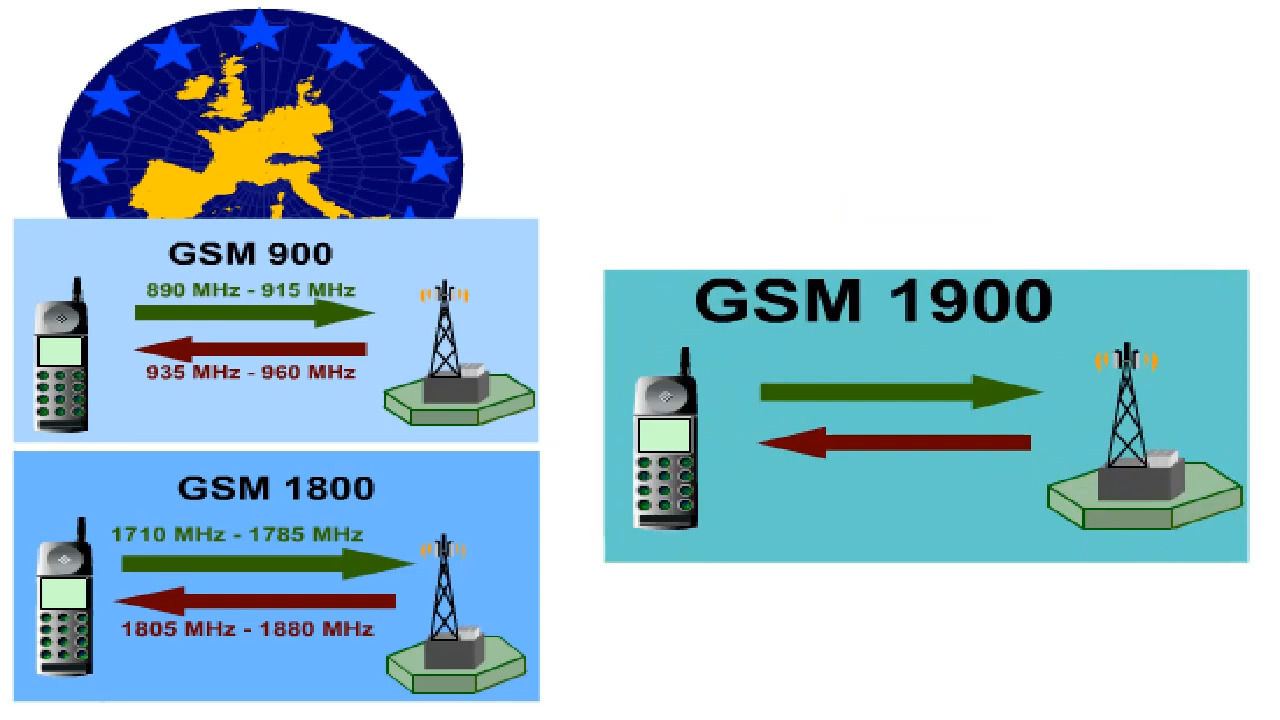 GSM 900
890 MHz - 915 MHz
935 MHz - 960 MHz
GSM 1800
1710 MHz - 1785 MHz
1805 MHz - 1880 MHz
GSM 1900